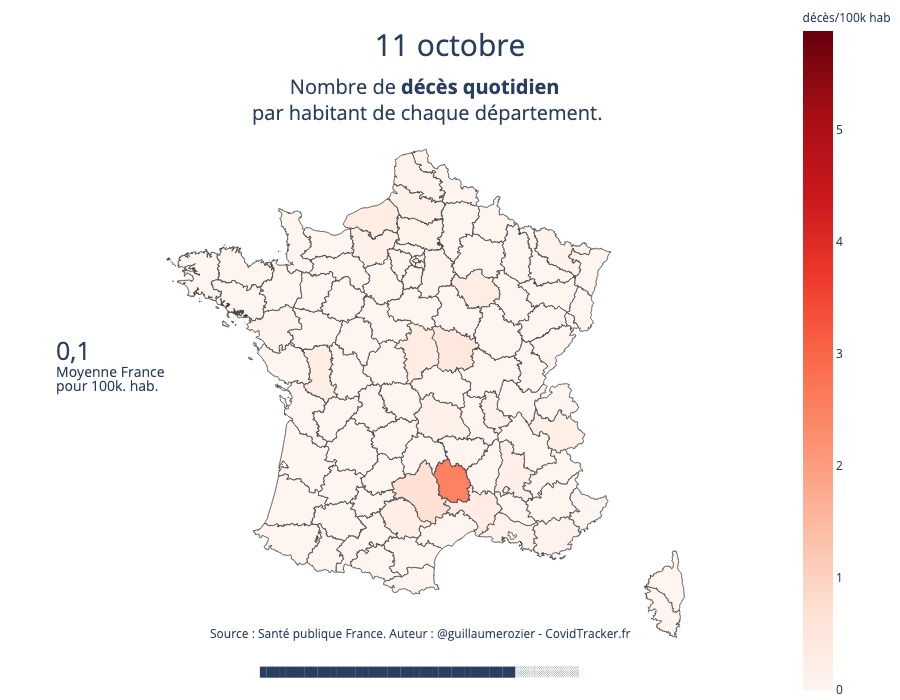 décès/100k hab
11 octobre
Nombre de décès quotidien
par habitant de chaque département.
5
4
0,1
Moyenne France
pour 100k. hab.
3
2
1
Source : Santé publique France. Auteur : @guillaumerozier - CovidTracker.fr
0